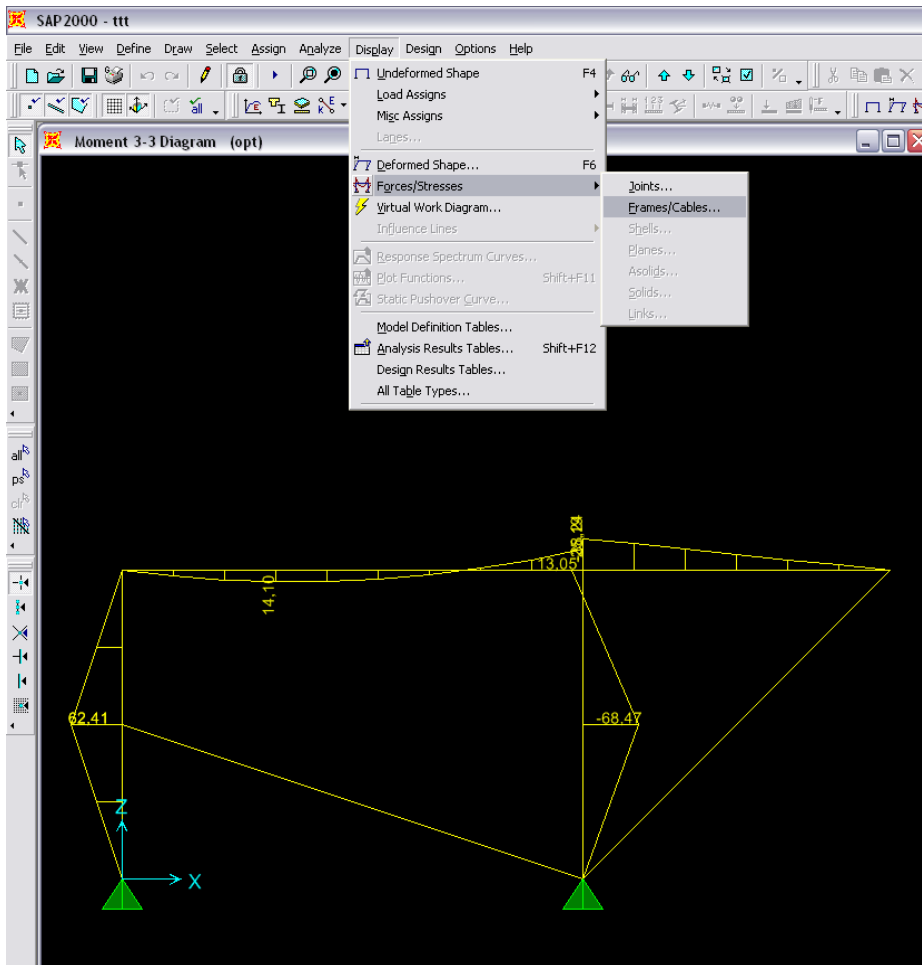 SAP2000 - ttt
File Edit View Define Draw Select Assign Analyze Display Design Options Help
Moment 3-3 Diagram (opt)
Undeformed Shape F4
Load Assigns
Misc Assigns
Lanes...
Deformed Shape... F6
Forces/Stresses
Virtual Work Diagram...
Influence Lines
Response Spectrum Curves...
Plot Functions... Shift+F11
Static Pushover Curve...
Model Definition Tables...
Analysis Results Tables... Shift+F12
Design Results Tables...
All Table Types...
Joints...
Frames/Cables...
Shells...
Planes...
Asolids...
Solids...
Links...
all
ps
clr
14,10
13,05
62,41
-68,47
Z
X